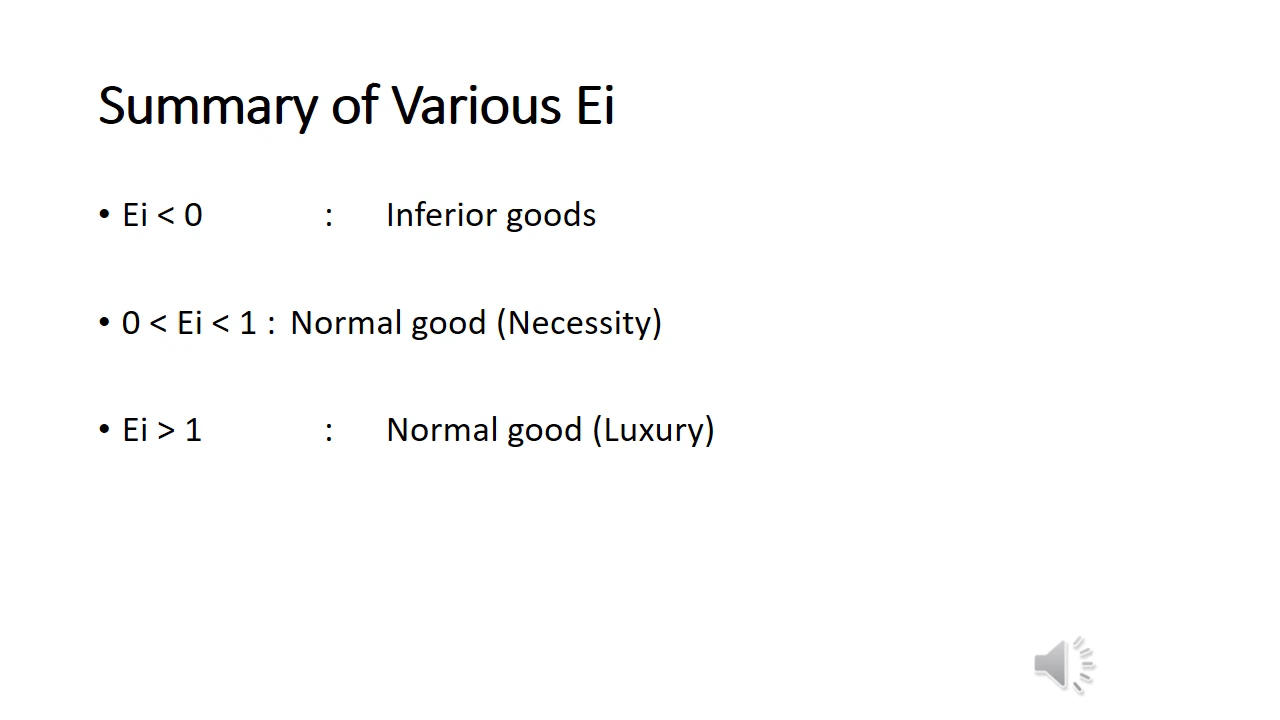 Summary of Various Ei
• Ei < 0 : Inferior goods
• 0 < Ei < 1 : Normal good (Necessity)
• Ei > 1 : Normal good (Luxury)